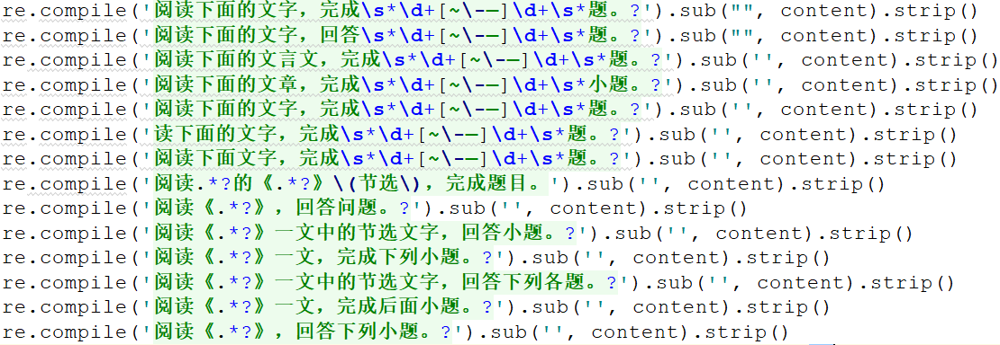 re.compile('阅读下面的文字，完成\s*\d+[~\-—]\d+\s*题。?').sub("", content).strip()
re.compile('阅读下面的文字，回答\s*\d+[~\-—]\d+\s*题。?').sub("", content).strip()
re.compile('阅读下面的文言文，完成\s*\d+[~\-—]\d+\s*题。?').sub('', content).strip()
re.compile('阅读下面的文章，完成\s*\d+[~\-—]\d+\s*小题。?').sub('', content).strip()
re.compile('阅读下面的文字，完成\s*\d+[~\-—]\d+\s*题。?').sub('', content).strip()
re.compile('读下面的文字，完成\s*\d+[~\-—]\d+\s*题。?').sub('', content).strip()
re.compile('阅读下面文字，完成\s*\d+[~\-—]\d+\s*题。?').sub('', content).strip()
re.compile('阅读.*?的《.*?》\(节选\)，完成题目。').sub('', content).strip()
re.compile('阅读《.*?》，回答问题。?').sub('', content).strip()
re.compile('阅读《.*?》一文中的节选文字，回答小题。?').sub('', content).strip()
re.compile('阅读《.*?》一文，完成下列小题。?').sub('', content).strip()
re.compile('阅读《.*?》一文中的节选文字，回答下列各题。?').sub('', content).strip()
re.compile('阅读《.*?》一文，完成后面小题。?').sub('', content).strip()
re.compile('阅读《.*?》，回答下列小题。?').sub('', content).strip()